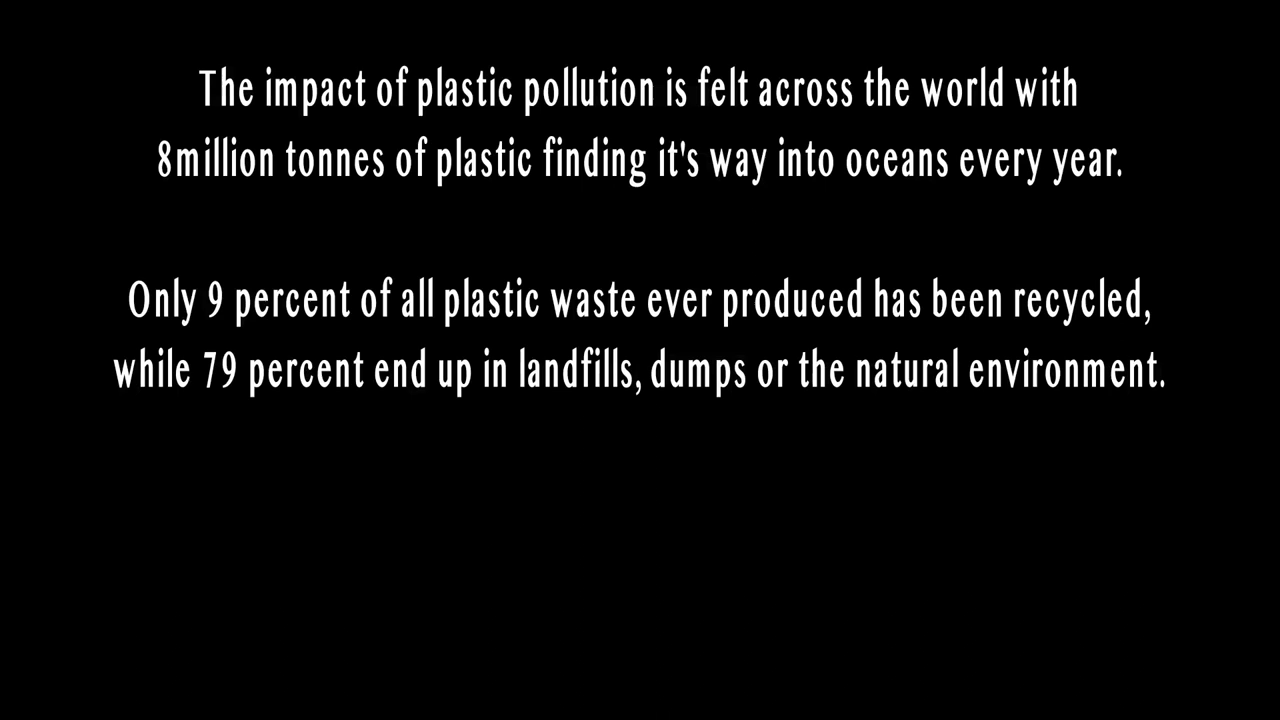 The impact of plastic pollution is felt across the world with
8million tonnes of plastic finding it's way into oceans every year.
Only 9 percent of all plastic waste ever produced has been recycled,
while 79 percent end up in landfills, dumps or the natural environment.